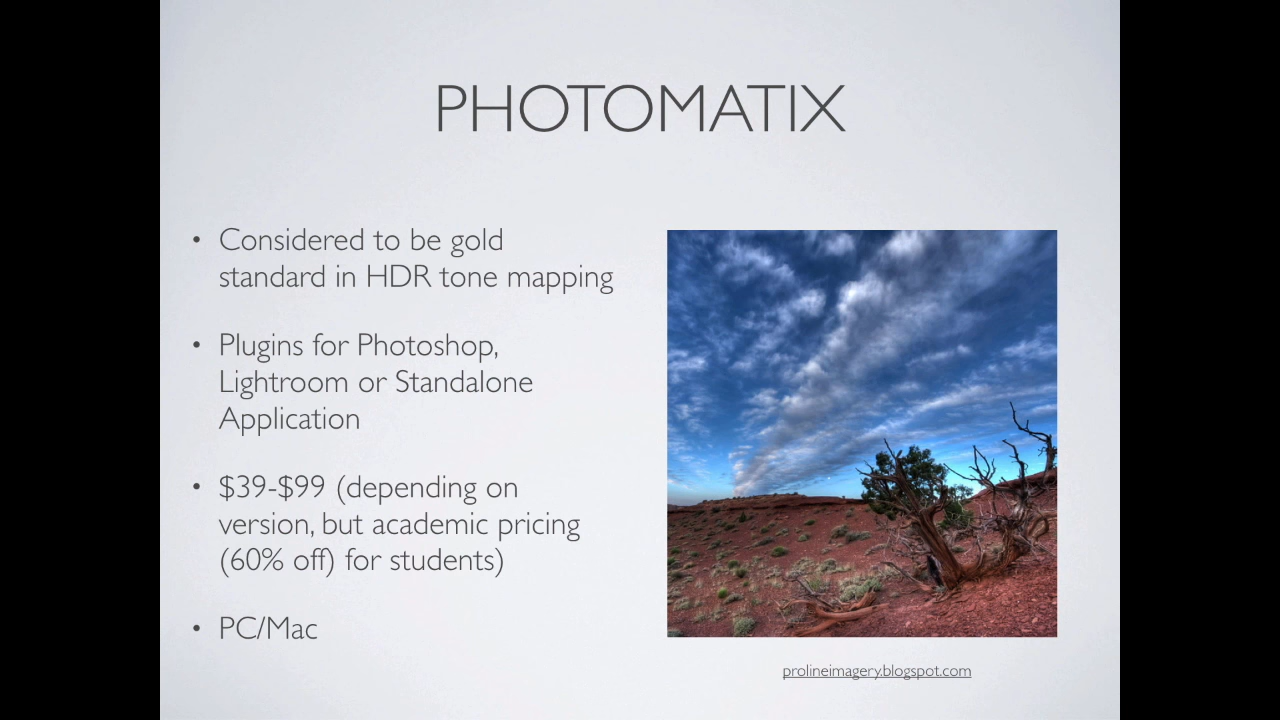 PHOTOMATIX
• Considered to be gold
standard in HDR tone mapping
• Plugins for Photoshop,
Lightroom or Standalone
Application
• $39-$99 (depending on
version, but academic pricing
(60% off) for students)
• PC/Mac
prolineimagery.blogspot.com